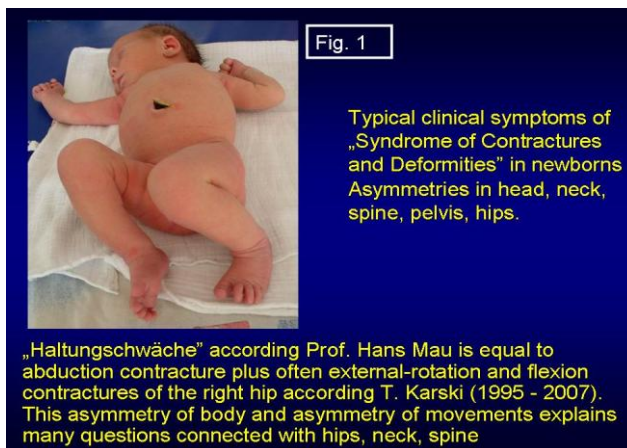 Fig. 1
Typical clinical symptoms of
„Syndrome of Contractures
and Deformities” in newborns
Asymmetries in head, neck,
spine, pelvis, hips.
„Haltungschwäche” according Prof. Hans Mau is equal to
abduction contracture plus often external-rotation and flexion
contractures of the right hip according T. Karski (1995 - 2007).
This asymmetry of body and asymmetry of movements explains
many questions connected with hips, neck, spine